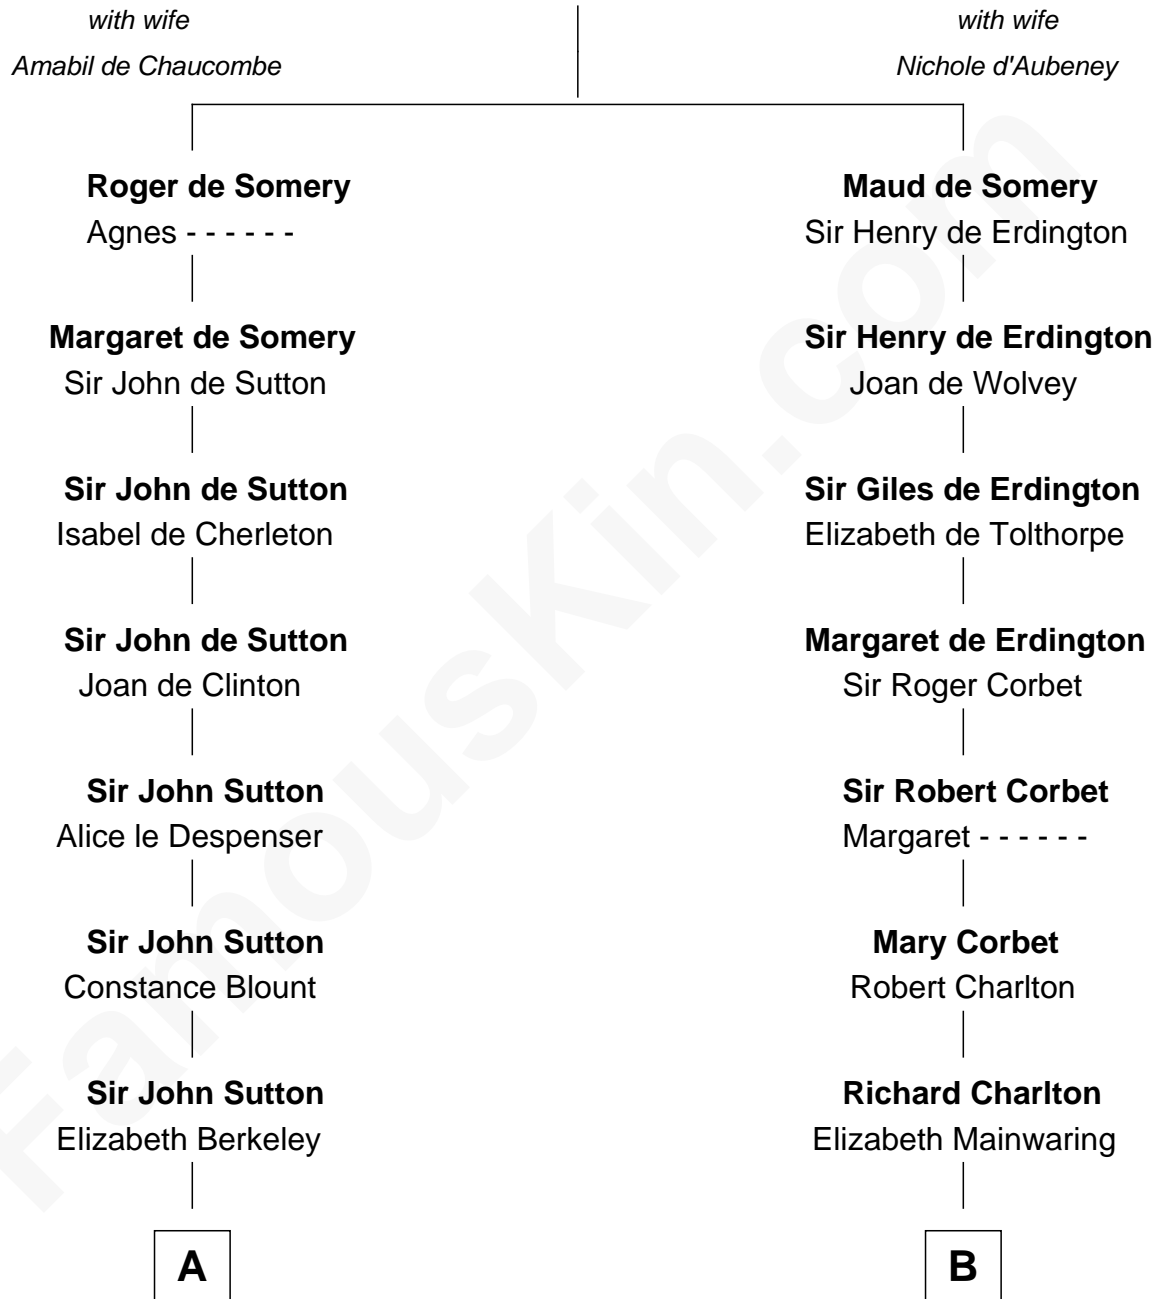 with wife
Amabil de Chaucombe
with wife
Nichole d'Aubeney
Roger de Somery
Agnes - - - - - -
Maud de Somery
Sir Henry de Erdington
Margaret de Somery
Sir John de Sutton
Sir Henry de Erdington
Joan de Wolvey
Sir John de Sutton
Isabel de Cherleton
Sir Giles de Erdington
Elizabeth de Tolthorpe
Sir John de Sutton
Joan de Clinton
Margaret de Erdington
Sir Roger Corbet
Sir John Sutton
Alice le Despenser
Sir Robert Corbet
Margaret - - - - - -
Sir John Sutton
Constance Blount
Mary Corbet
Robert Charlton
Sir John Sutton
Elizabeth Berkeley
Richard Charlton
Elizabeth Mainwaring
A
B
FamousKin.com